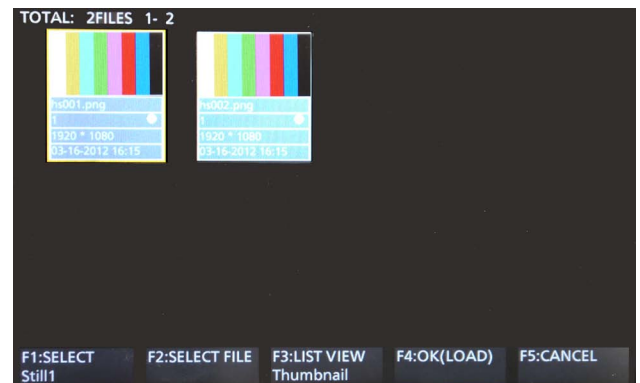 TOTAL: 2FILES 1- 2
hs001.png
1
1920 * 1080
03-16-2012 16:15
hs002.png
1
1920 * 1080
03-16-2012 16:15
F1:SELECT
Still1
F2:SELECT FILE
F3:LIST VIEW
Thumbnail
F4:OK(LOAD)
F5:CANCEL